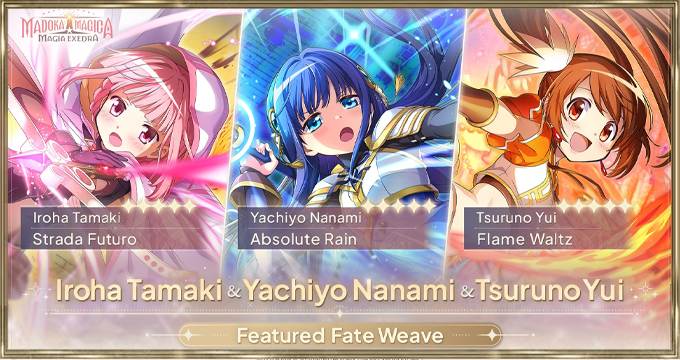 MADOKA MAGICA
MAGIA EXEDRA
Iroha Tamaki
Strada Futuro
Yachiyo Nanami
Absolute Rain
Tsuruno Yui
Flame Waltz
Iroha Tamaki & Yachiyo Nanami & Tsuruno Yui
Featured Fate Weave